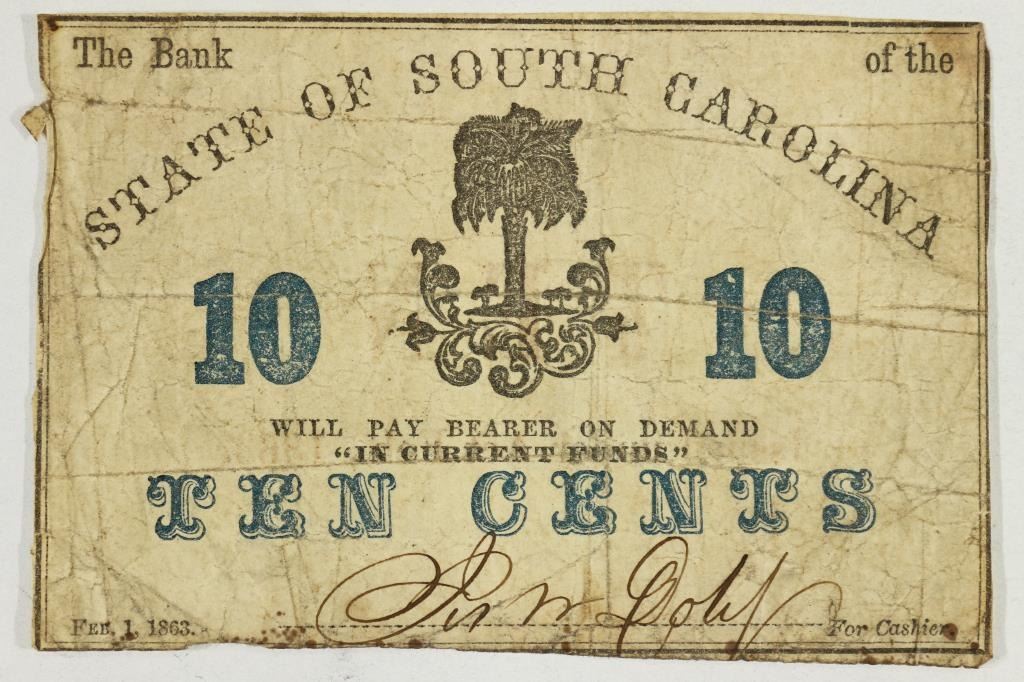 The Bank of the
STATE OF SOUTH CAROLINA
10 10
WILL PAY BEARER ON DEMAND
"IN CURRENT FUNDS"
TEN CENTS
FEB. 1, 1863. For Cashier.